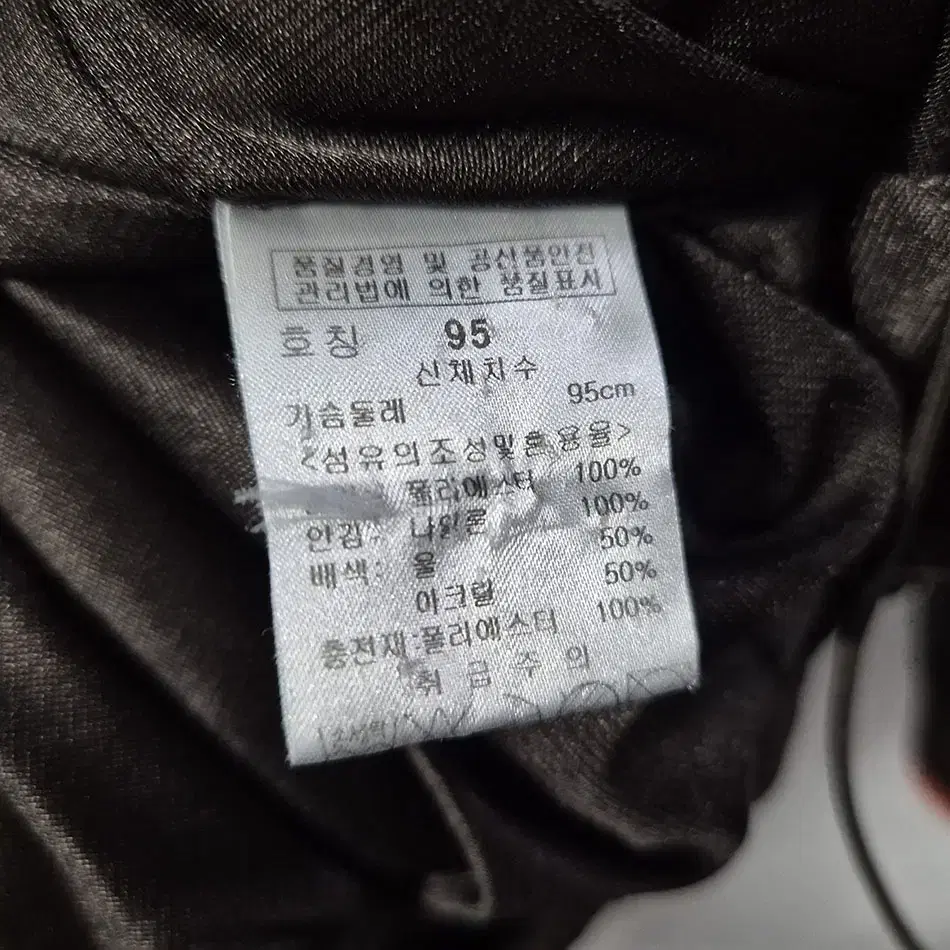 품질경영 및 공산품안전
관리법에 의한 품질표시
호칭 95
신체치수
가슴둘레 95cm
<섬유의조성및혼용율>
폴리에스터 100%
안감: 나일론 100%
배색: 울 50%
아크릴 50%
충전재:폴리에스터 100%
취급주의